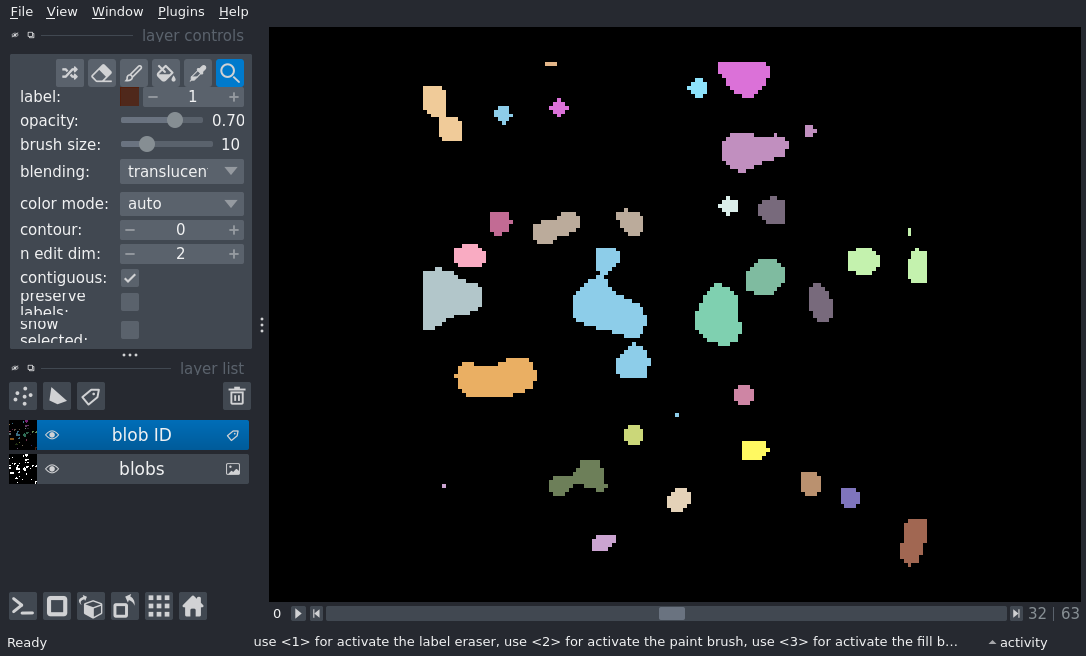 File View Window Plugins Help
layer controls
label: 1
opacity: 0.70
brush size: 10
blending: translucen
color mode: auto
contour: 0
n edit dim: 2
contiguous:
preserve
labels:
show
selected:
layer list
blob ID
blobs
0 32 | 63
Ready use <1> for activate the label eraser, use <2> for activate the paint brush, use <3> for activate the fill b... activity